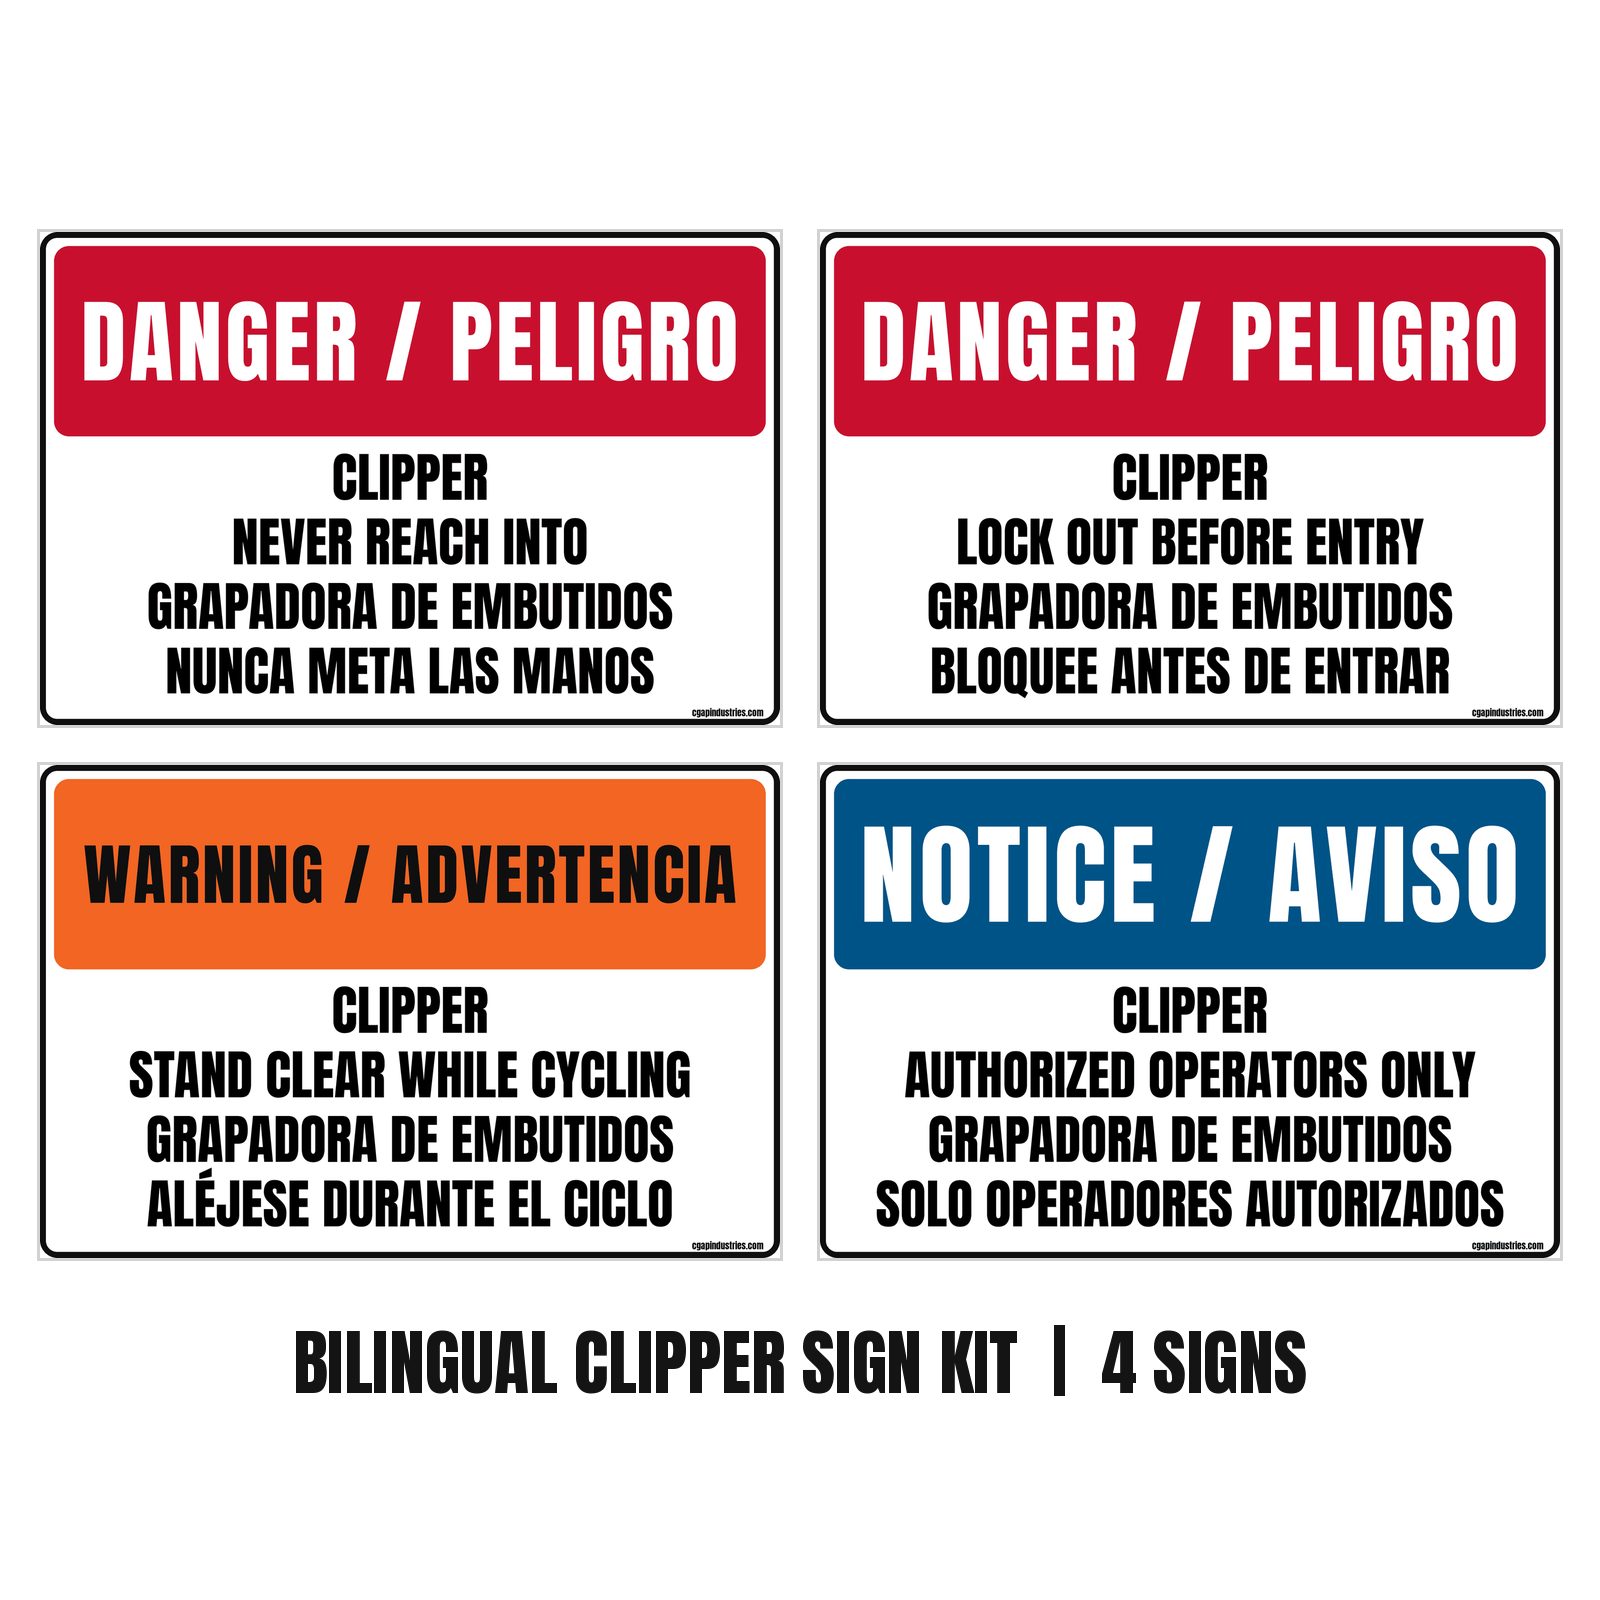 DANGER / PELIGRO
CLIPPER
NEVER REACH INTO
GRAPADORA DE EMBUTIDOS
NUNCA META LAS MANOS
cgapindustries.com
DANGER / PELIGRO
CLIPPER
LOCK OUT BEFORE ENTRY
GRAPADORA DE EMBUTIDOS
BLOQUEE ANTES DE ENTRAR
cgapindustries.com
WARNING / ADVERTENCIA
CLIPPER
STAND CLEAR WHILE CYCLING
GRAPADORA DE EMBUTIDOS
ALÉJESE DURANTE EL CICLO
cgapindustries.com
NOTICE / AVISO
CLIPPER
AUTHORIZED OPERATORS ONLY
GRAPADORA DE EMBUTIDOS
SOLO OPERADORES AUTORIZADOS
cgapindustries.com
BILINGUAL CLIPPER SIGN KIT | 4 SIGNS